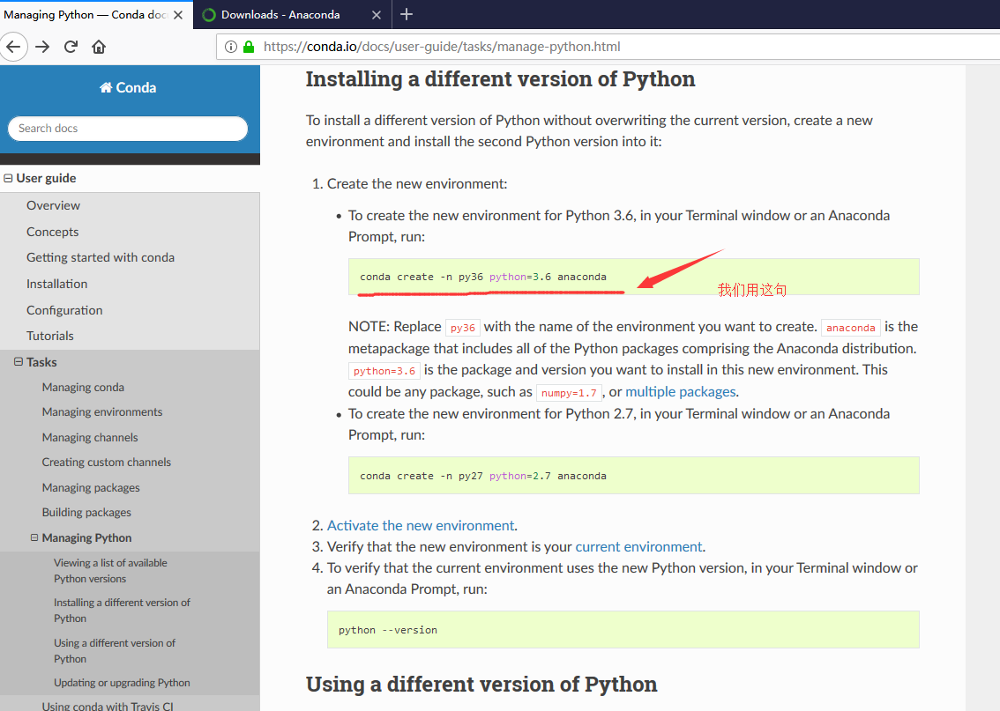 Managing Python — Conda doc
Downloads - Anaconda
https://conda.io/docs/user-guide/tasks/manage-python.html
Conda
Search docs
User guide
Overview
Concepts
Getting started with conda
Installation
Configuration
Tutorials
Tasks
Managing conda
Managing environments
Managing channels
Creating custom channels
Managing packages
Building packages
Managing Python
Viewing a list of available
Python versions
Installing a different version of
Python
Using a different version of
Python
Updating or upgrading Python
Using conda with Travis CI
Installing a different version of Python
To install a different version of Python without overwriting the current version, create a new
environment and install the second Python version into it:
1. Create the new environment:
• To create the new environment for Python 3.6, in your Terminal window or an Anaconda
Prompt, run:
conda create -n py36 python=3.6 anaconda
我们用这句
NOTE: Replace py36 with the name of the environment you want to create. anaconda is the
metapackage that includes all of the Python packages comprising the Anaconda distribution.
python=3.6 is the package and version you want to install in this new environment. This
could be any package, such as numpy=1.7, or multiple packages.
• To create the new environment for Python 2.7, in your Terminal window or an Anaconda
Prompt, run:
conda create -n py27 python=2.7 anaconda
2. Activate the new environment.
3. Verify that the new environment is your current environment.
4. To verify that the current environment uses the new Python version, in your Terminal window or
an Anaconda Prompt, run:
python --version
Using a different version of Python